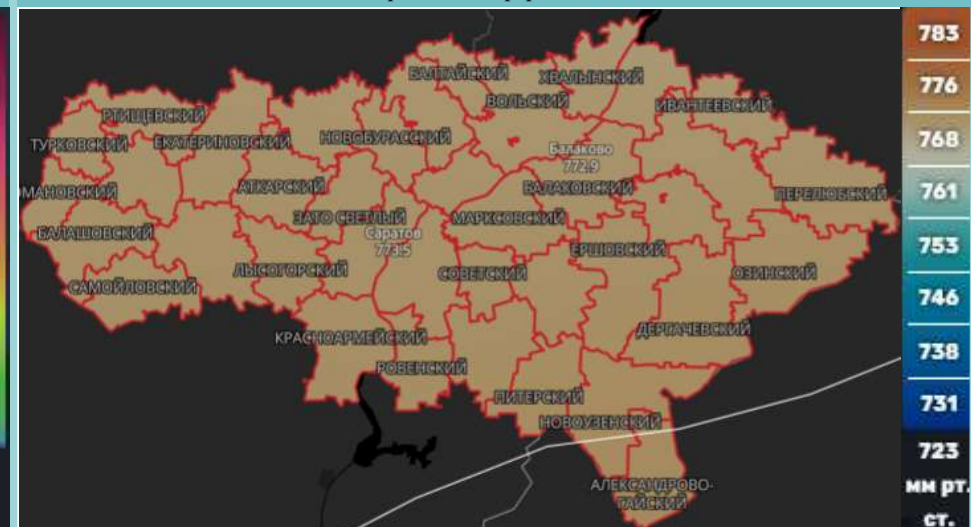 БАЛТАЙСКИЙ
ХВАЛЫНСКИЙ
ВОЛЬСКИЙ
ИВАНТЕЕВСКИЙ
РТИЩЕВСКИЙ
ТУРКОВСКИЙ
ЕКАТЕРИНОВСКИЙ
НОВОБУРАССКИЙ
Балаково
772.9
ОМАНОВСКИЙ
АТКАРСКИЙ
БАЛАКОВСКИЙ
ПЕРЕЛЮБСКИЙ
ЗАТО СВЕТЛЫЙ
МАРКСОВСКИЙ
БАЛАШОВСКИЙ
Саратов
773.5
ЕРШОВСКИЙ
ЛЫСОГОРСКИЙ
СОВЕТСКИЙ
ОЗИНСКИЙ
САМОЙЛОВСКИЙ
КРАСНОАРМЕЙСКИЙ
ДЕРГАЧЕВСКИЙ
РОВЕНСКИЙ
ПИТЕРСКИЙ
НОВОУЗЕНСКИЙ
АЛЕКСАНДРОВО-
ГАЙСКИЙ
783
776
768
761
753
746
738
731
723
мм рт.
ст.